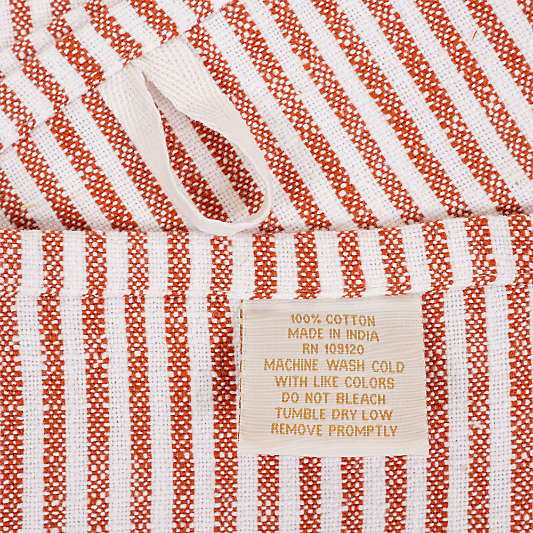 100% COTTON
MADE IN INDIA
RN 109120
MACHINE WASH COLD
WITH LIKE COLORS
DO NOT BLEACH
TUMBLE DRY LOW
REMOVE PROMPTLY